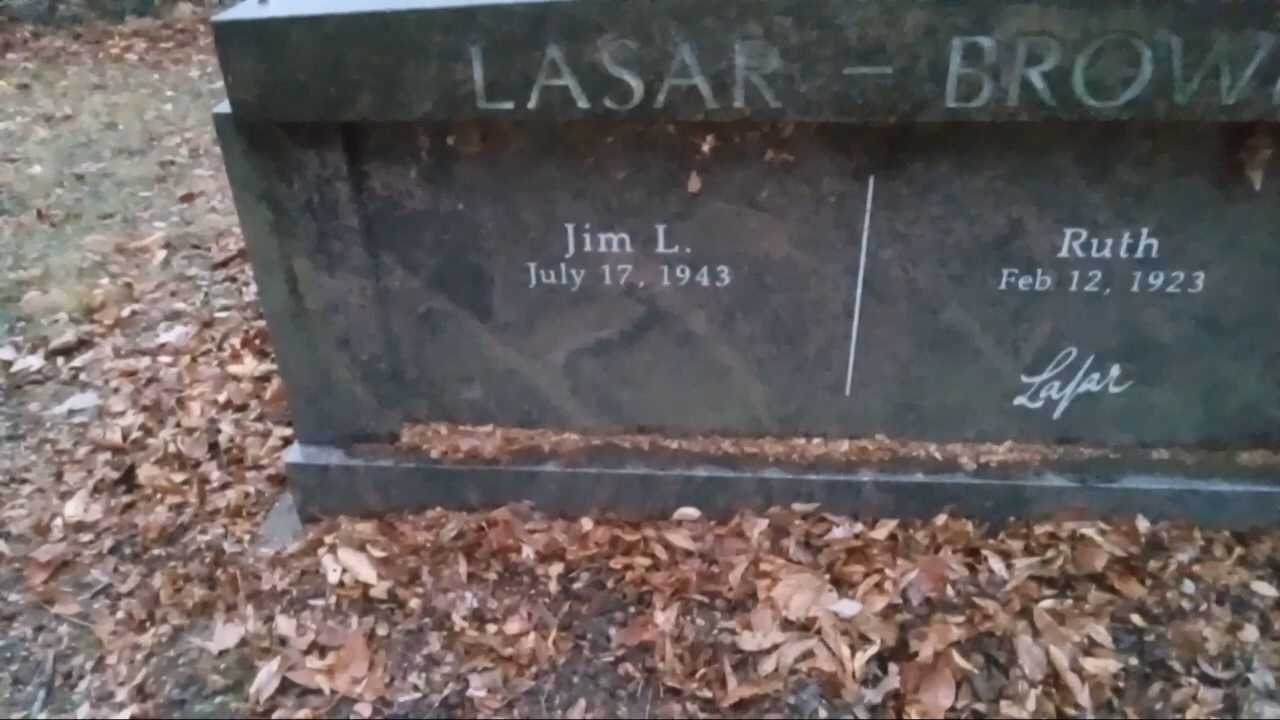 LASAR - BROW
Jim L.
July 17, 1943
Ruth
Feb 12, 1923
Lasar